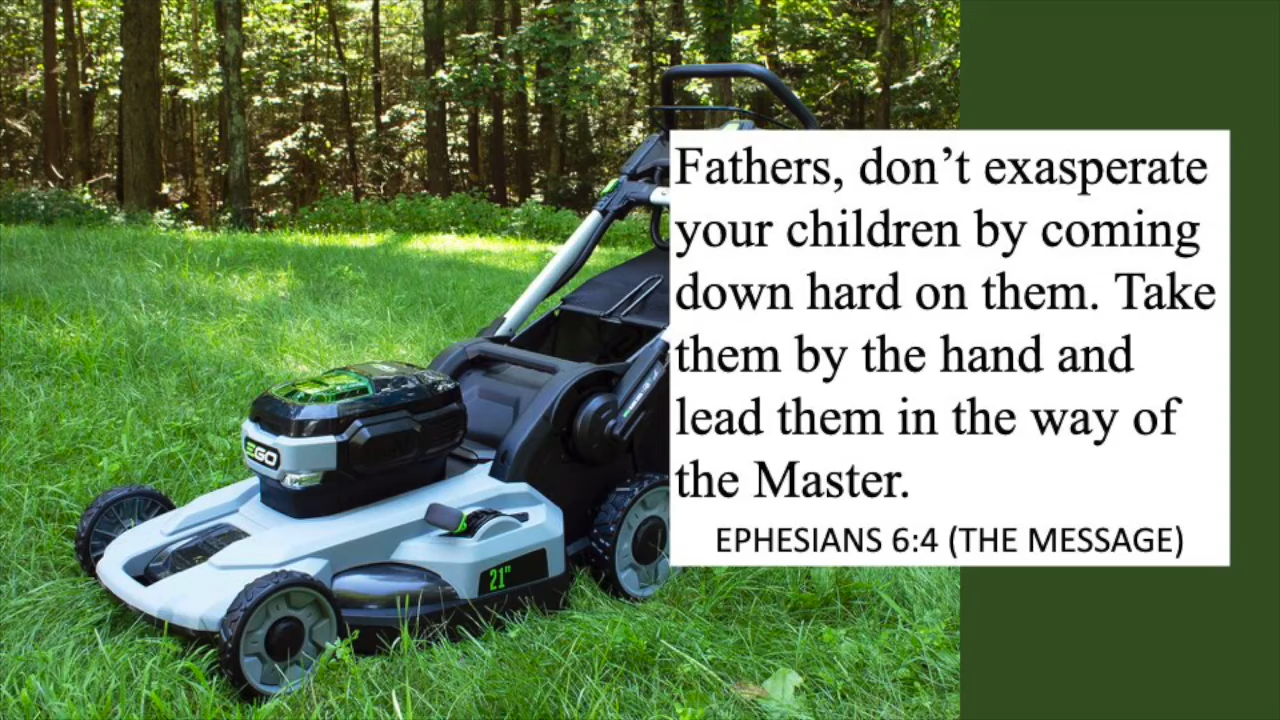 Fathers, don’t exasperate
your children by coming
down hard on them. Take
them by the hand and
lead them in the way of
the Master.
EPHESIANS 6:4 (THE MESSAGE)
EGO
21"